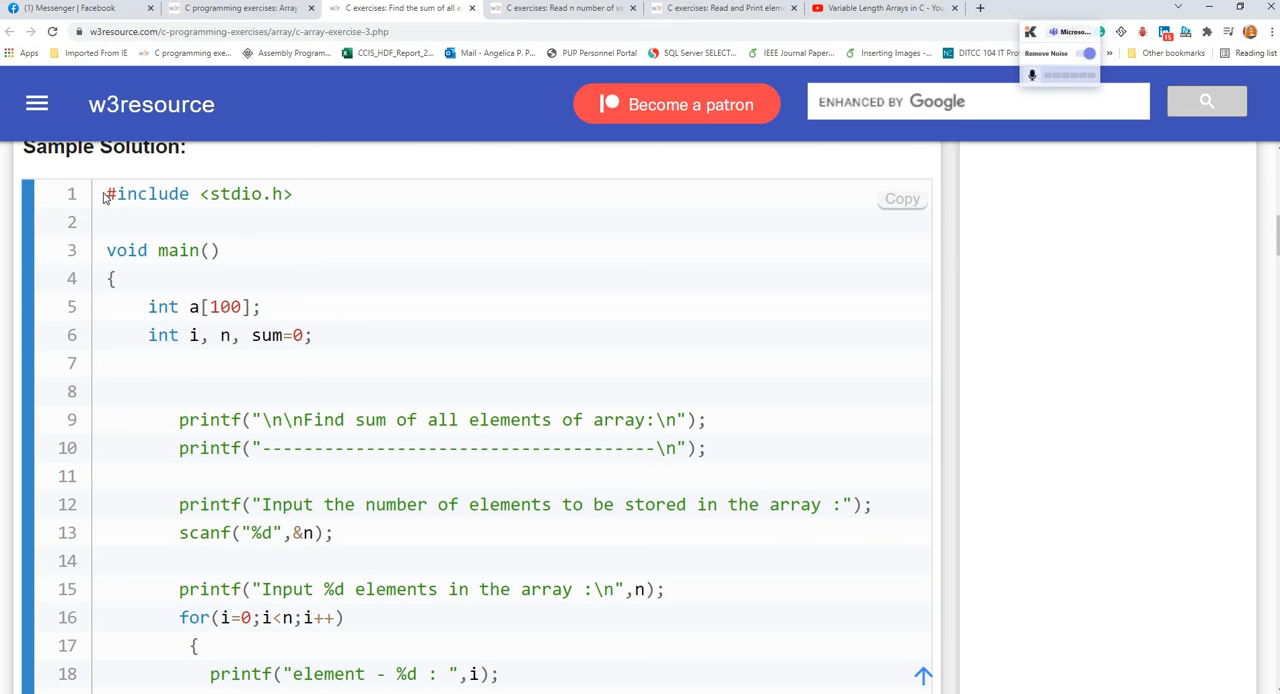 (1) Messenger | Facebook
C programming exercises: Array
C exercises: Find the sum of all e
C exercises: Read n number of va
C exercises: Read and Print elem
Variable Length Arrays in C - You
w3resource.com/c-programming-exercises/array/c-array-exercise-3.php
Microso...
15
Apps
Imported From IE
C programming exe...
Assembly Program...
CCIS_HDF_Report_2...
Mail - Angelica P. P...
PUP Personnel Portal
SQL Server SELECT...
IEEE Journal Paper...
Inserting Images -...
DITCC 104 IT Pr
Remove Noise
»
Other bookmarks
Reading list
w3resource
Become a patron
ENHANCED BY Google
Sample Solution:
Copy
1 #include <stdio.h>
2
3 void main()
4 {
5 int a[100];
6 int i, n, sum=0;
7
8
9 printf("\n\nFind sum of all elements of array:\n");
10 printf("--------------------------------------\n");
11
12 printf("Input the number of elements to be stored in the array :");
13 scanf("%d",&n);
14
15 printf("Input %d elements in the array :\n",n);
16 for(i=0;i<n;i++)
17 {
18 printf("element - %d : ",i);